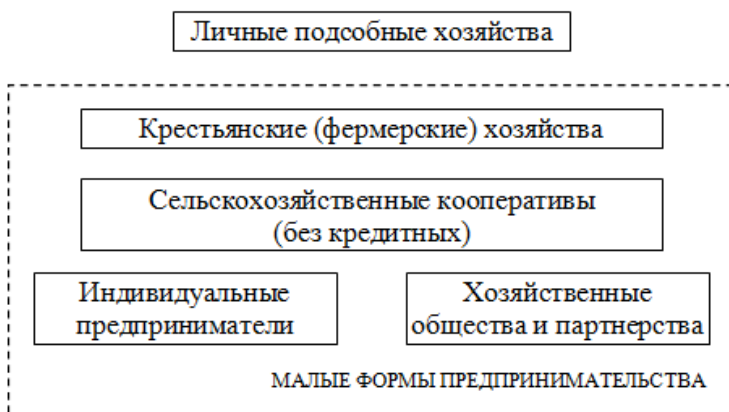 Личные подсобные хозяйства
Крестьянские (фермерские) хозяйства
Сельскохозяйственные кооперативы
(без кредитных)
Индивидуальные
предприниматели
Хозяйственные
общества и партнерства
МАЛЫЕ ФОРМЫ ПРЕДПРИНИМАТЕЛЬСТВА